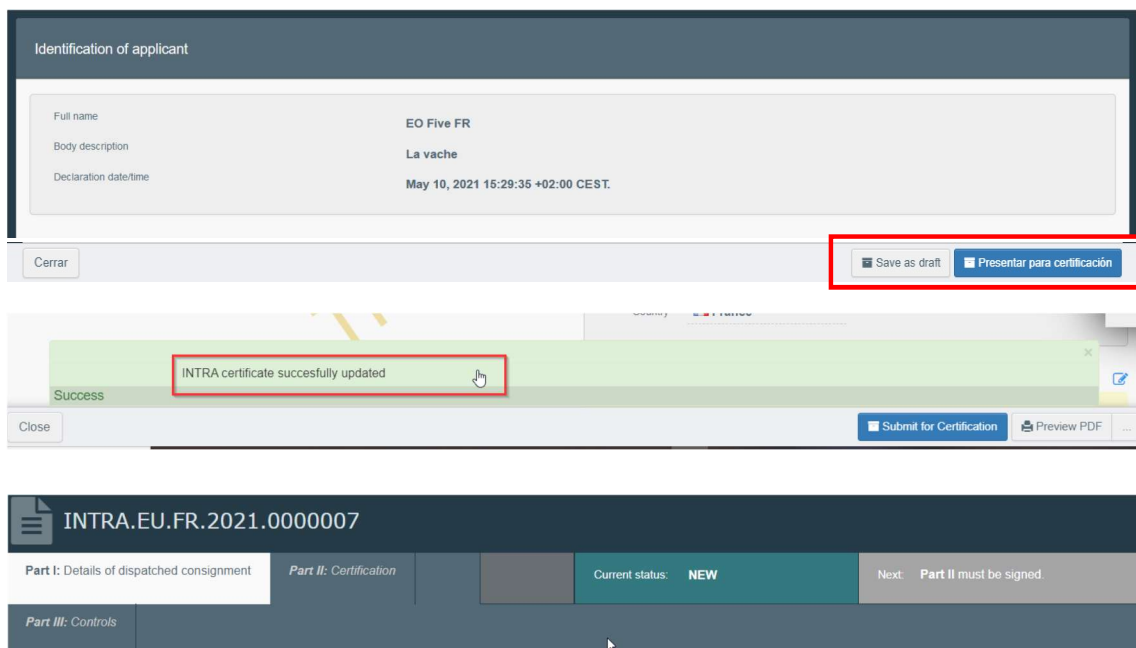 Identification of applicant
Full name EO Five FR
Body description La vache
Declaration date/time May 10, 2021 15:29:35 +02:00 CEST.
Cerrar Save as draft Presentar para certificación
Country France
INTRA certificate succesfully updated
Success
Close Submit for Certification Preview PDF ...
INTRA.EU.FR.2021.0000007
Part I: Details of dispatched consignment Part II: Certification Current status: NEW Next: Part II must be signed.
Part III: Controls